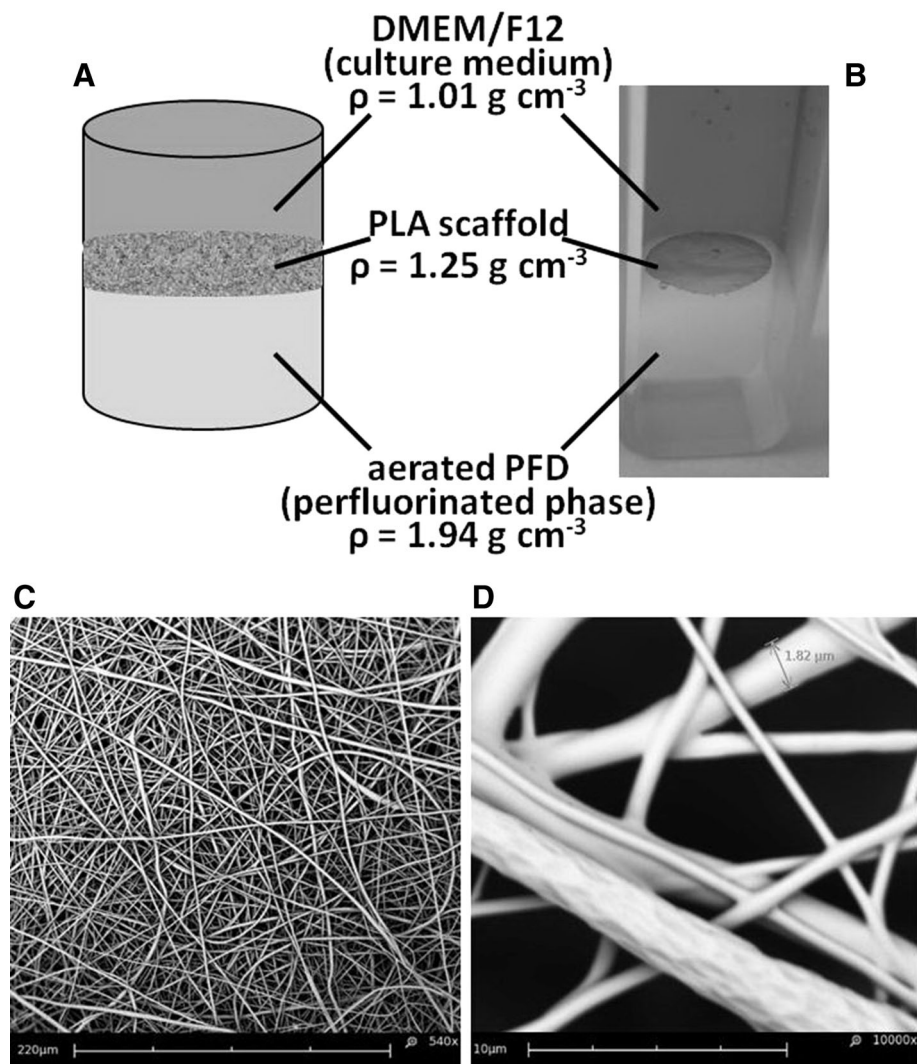 DMEM/F12
(culture medium)
ρ = 1.01 g cm-3
A
B
PLA scaffold
ρ = 1.25 g cm-3
aerated PFD
(perfluorinated phase)
ρ = 1.94 g cm-3
C
D
1.82 µm
220µm
540x
10µm
10000x